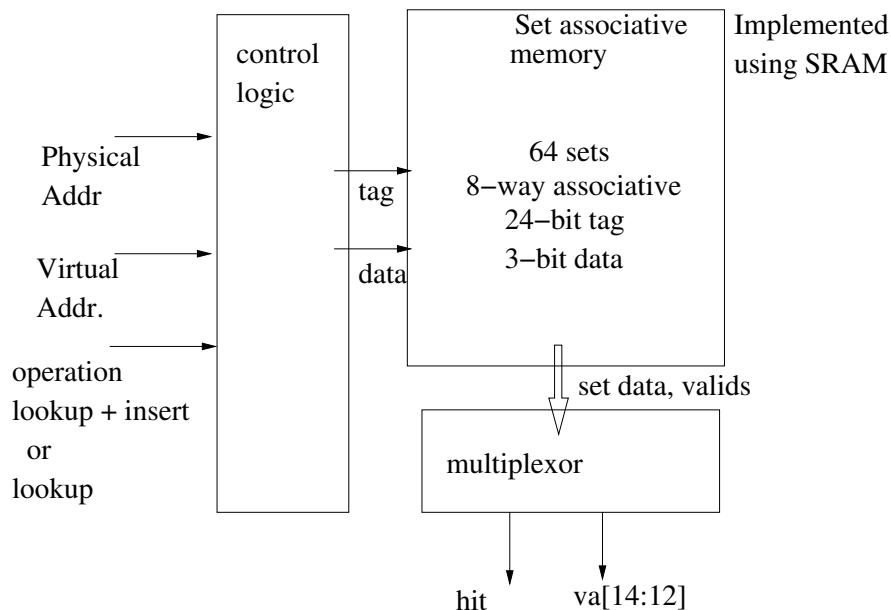 Set associative
memory
Implemented
using SRAM
control
logic
Physical
Addr
tag
64 sets
8−way associative
24−bit tag
3−bit data
Virtual
Addr.
data
operation
lookup + insert
or
lookup
set data, valids
multiplexor
hit
va[14:12]